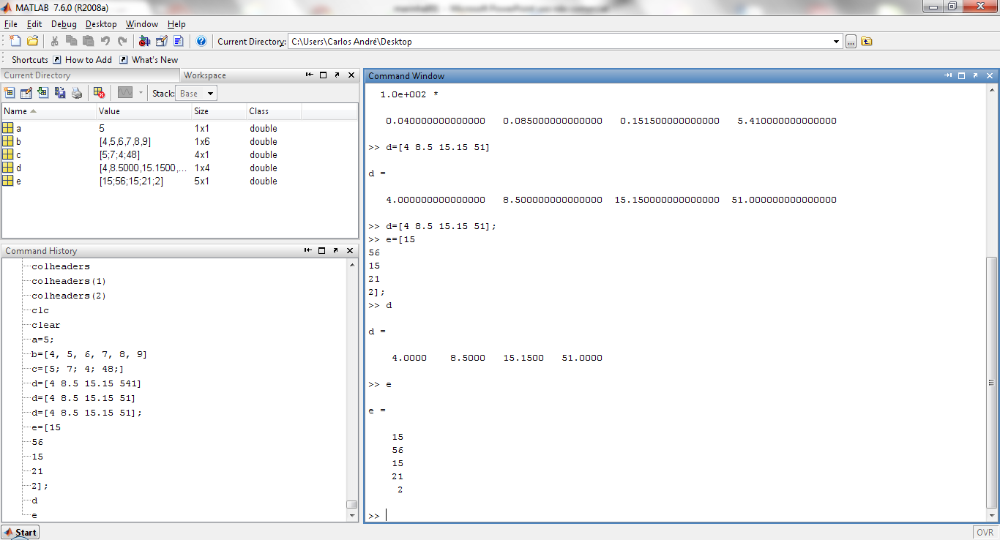 MATLAB 7.6.0 (R2008a)
File Edit Debug Desktop Window Help
Current Directory: C:\Users\Carlos André\Desktop ...
Shortcuts How to Add What's New
Current Directory Workspace
Stack: Base
Name Value Size Class
a 5 1x1 double
b [4,5,6,7,8,9] 1x6 double
c [5;7;4;48] 4x1 double
d [4,8.5000,15.1500,... 1x4 double
e [15;56;15;21;2] 5x1 double
Command History
colheaders
colheaders(1)
colheaders(2)
clc
clear
a=5;
b=[4, 5, 6, 7, 8, 9]
c=[5; 7; 4; 48;]
d=[4 8.5 15.15 541]
d=[4 8.5 15.15 51]
d=[4 8.5 15.15 51];
e=[15
56
15
21
2];
d
e
Command Window
1.0e+002 *
0.040000000000000 0.085000000000000 0.151500000000000 5.410000000000000
>> d=[4 8.5 15.15 51]
d =
4.000000000000000 8.500000000000000 15.150000000000000 51.000000000000000
>> d=[4 8.5 15.15 51];
>> e=[15
56
15
21
2];
>> d
d =
4.0000 8.5000 15.1500 51.0000
>> e
e =
15
56
15
21
2
>>
Start
OVR